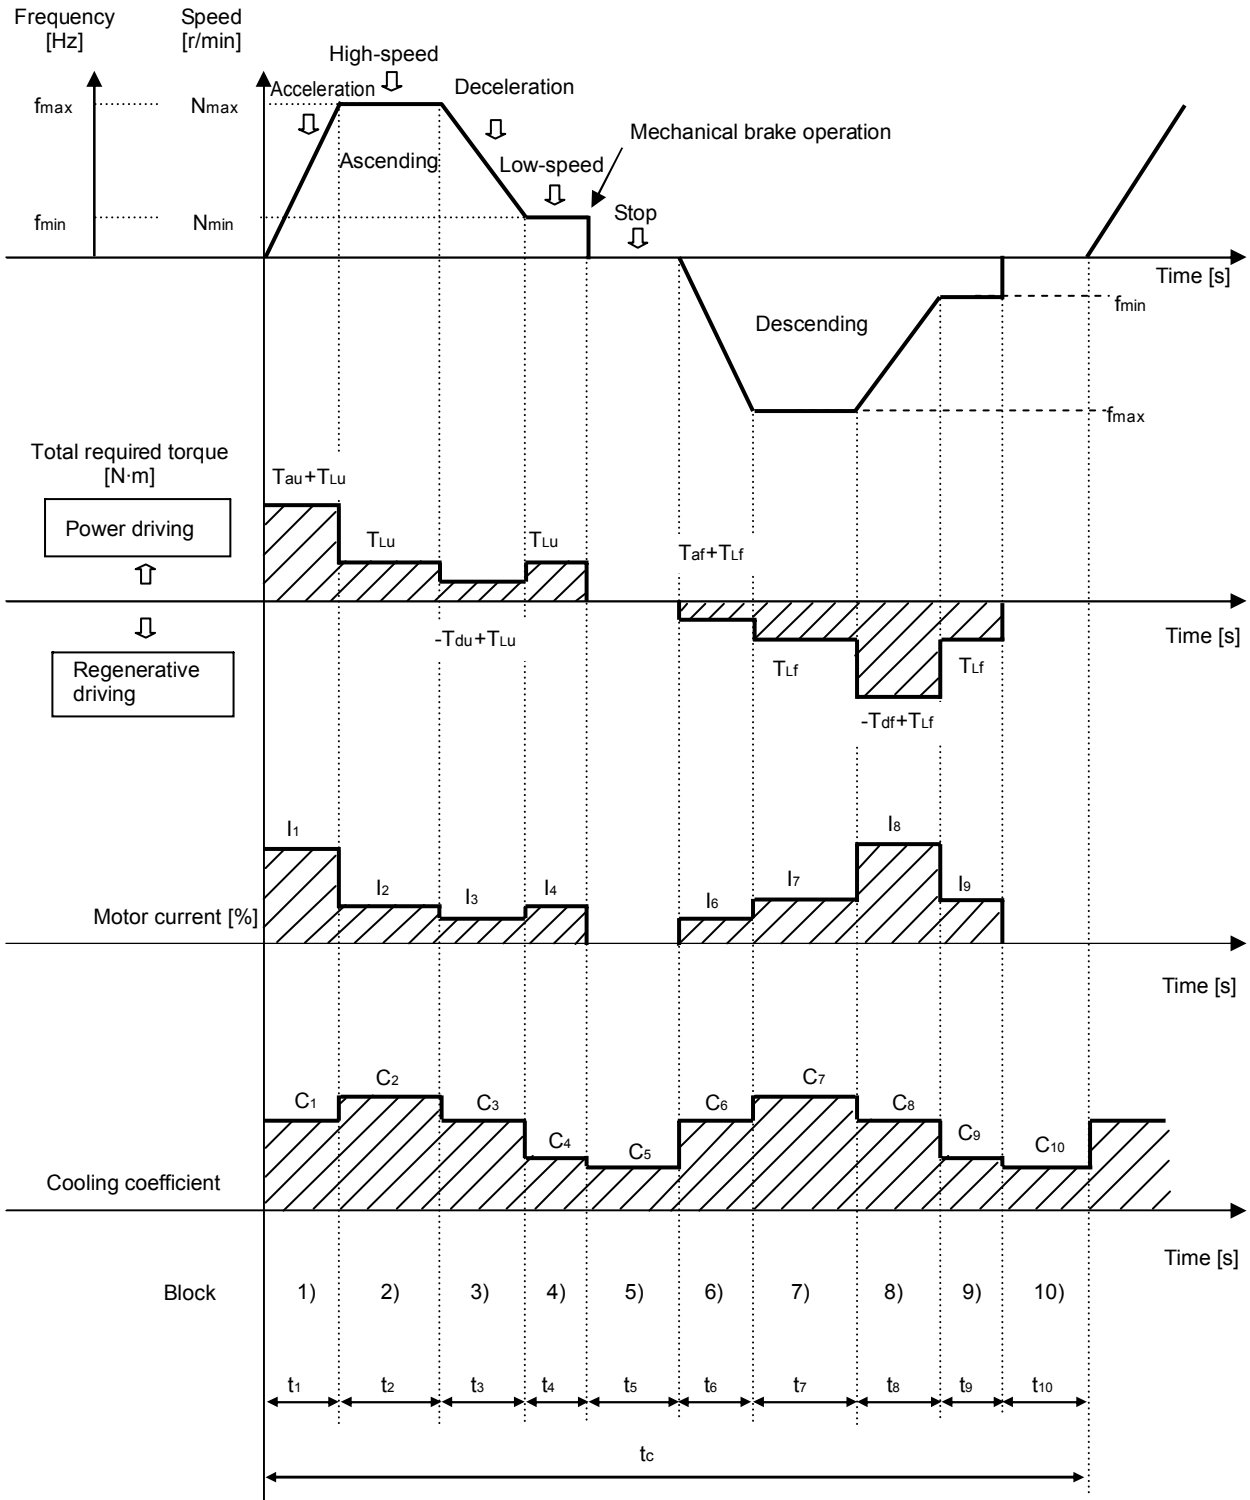 Frequency
[Hz]
Speed
[r/min]
High-speed
Acceleration
Deceleration
fmax
Nmax
Mechanical brake operation
Ascending
Low-speed
Stop
fmin
Nmin
Time [s]
fmin
Descending
fmax
Total required torque
[N·m]
Tau+TLu
Power driving
TLu
TLu
Taf+TLf
-Tdu+TLu
Time [s]
Regenerative
driving
TLf
TLf
-Tdf+TLf
I1
I2
I3
I4
I6
I7
I8
I9
Motor current [%]
Time [s]
C1
C2
C3
C4
C5
C6
C7
C8
C9
C10
Cooling coefficient
Time [s]
Block 1) 2) 3) 4) 5) 6) 7) 8) 9) 10)
t1 t2 t3 t4 t5 t6 t7 t8 t9 t10
tc